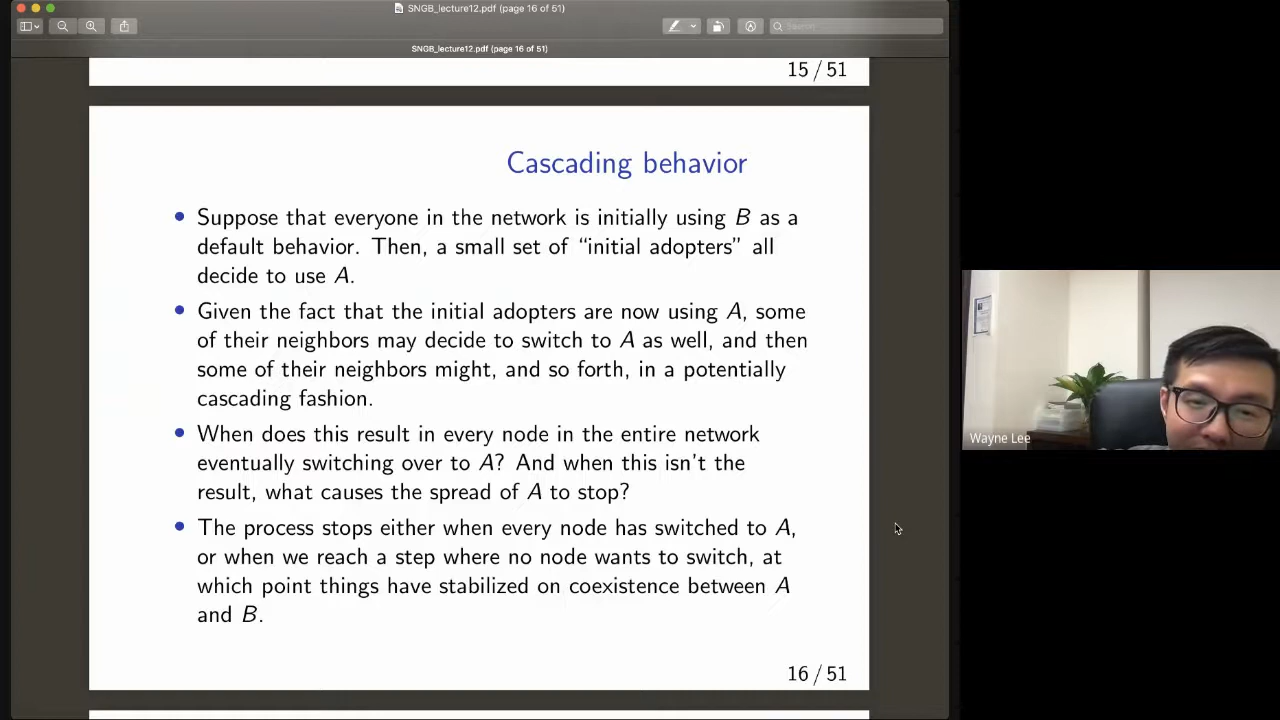 SNGB_lecture12.pdf (page 16 of 51)
Search
SNGB_lecture12.pdf (page 16 of 51)
15 / 51
Cascading behavior
• Suppose that everyone in the network is initially using B as a
default behavior. Then, a small set of “initial adopters” all
decide to use A.
• Given the fact that the initial adopters are now using A, some
of their neighbors may decide to switch to A as well, and then
some of their neighbors might, and so forth, in a potentially
cascading fashion.
• When does this result in every node in the entire network
eventually switching over to A? And when this isn't the
result, what causes the spread of A to stop?
• The process stops either when every node has switched to A,
or when we reach a step where no node wants to switch, at
which point things have stabilized on coexistence between A
and B.
16 / 51
Wayne Lee